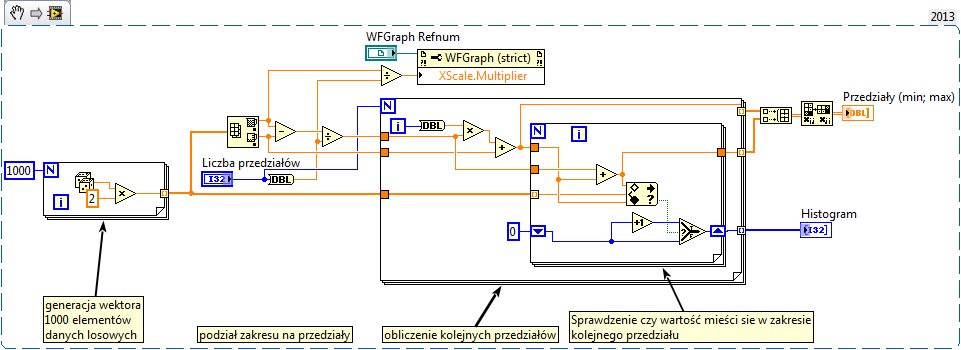 2013
WFGraph Refnum
WFGraph (strict)
XScale.Multiplier
Przedziały (min; max)
DBL
N
i
DBL
N
i
Liczba przedziałów
I32
DBL
1000
N
i
2
+1
0
Histogram
I32
generacja wektora
1000 elementów
danych losowych
podział zakresu na przedziały
obliczenie kolejnych przedziałów
Sprawdzenie czy wartość mieści sie w zakresie
kolejnego przedziału